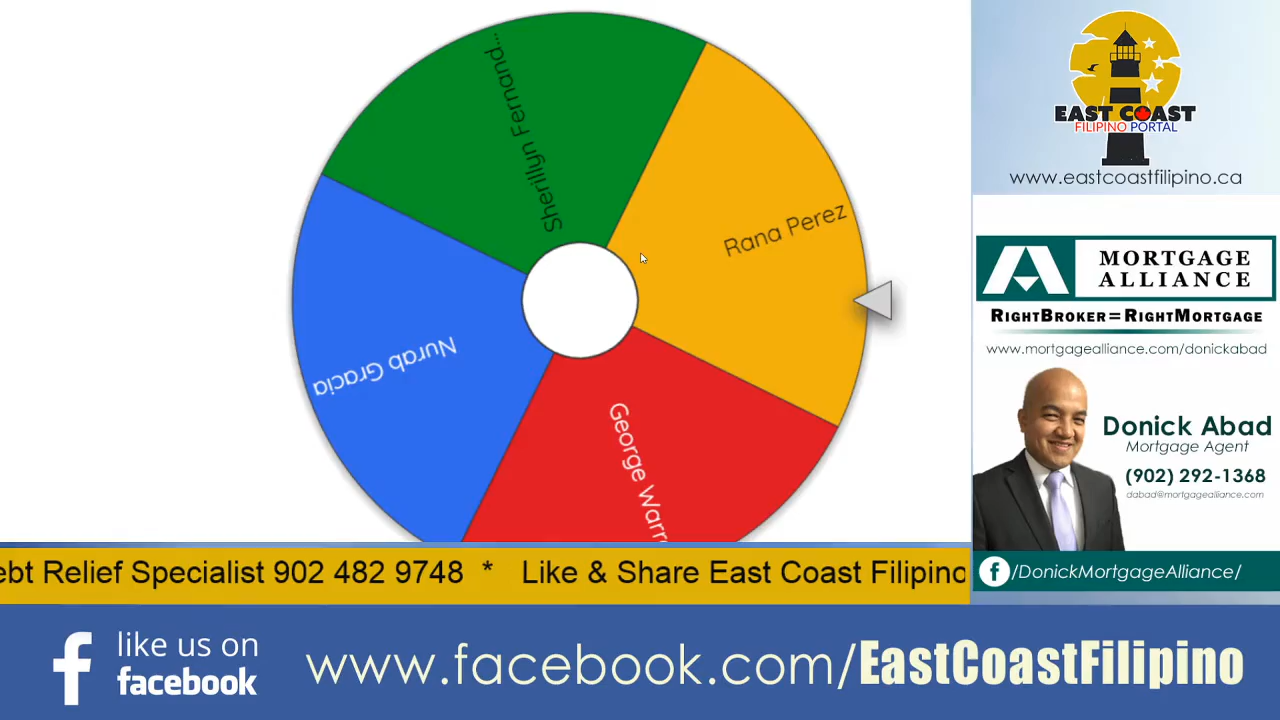 Sherillyn Fernand...
Rana Perez
Nurab Gracia
George Warr
EAST COAST
FILIPINO PORTAL
www.eastcoastfilipino.ca
MORTGAGE
ALLIANCE
RIGHTBROKER=RIGHTMORTGAGE
www.mortgagealliance.com/donickabad
Donick Abad
Mortgage Agent
(902) 292-1368
dabad@mortgagealliance.com
f /DonickMortgageAlliance/
ebt Relief Specialist 902 482 9748 * Like & Share East Coast Filipino
f like us on
facebook
www.facebook.com/EastCoastFilipino